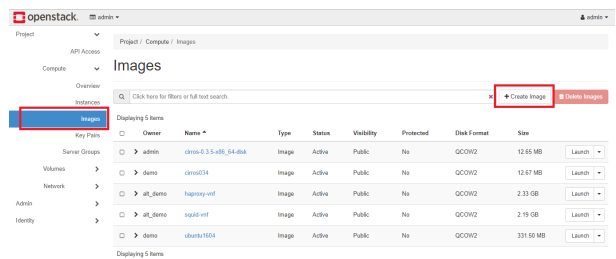 openstack. admin admin
Project
API Access
Compute
Overview
Instances
Images
Key Pairs
Server Groups
Volumes
Network
Admin
Identity
Project / Compute / Images
Images
Click here for filters or full text search. × + Create Image Delete Images
Displaying 5 items
Owner Name Type Status Visibility Protected Disk Format Size
admin cirros-0.3.5-x86_64-disk Image Active Public No QCOW2 12.65 MB Launch
demo cirros034 Image Active Public No QCOW2 12.67 MB Launch
alt_demo haproxy-vnf Image Active Public No QCOW2 2.33 GB Launch
alt_demo squid-vnf Image Active Public No QCOW2 2.19 GB Launch
demo ubuntu1604 Image Active Public No QCOW2 331.50 MB Launch
Displaying 5 items